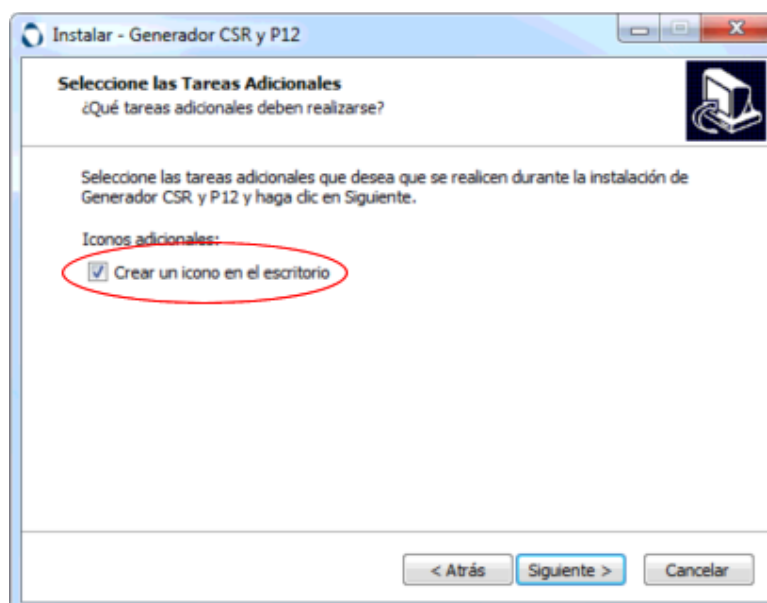 Instalar - Generador CSR y P12
Seleccione las Tareas Adicionales
¿Qué tareas adicionales deben realizarse?
Seleccione las tareas adicionales que desea que se realicen durante la instalación de
Generador CSR y P12 y haga clic en Siguiente.
Iconos adicionales:
Crear un icono en el escritorio
< Atrás Siguiente > Cancelar